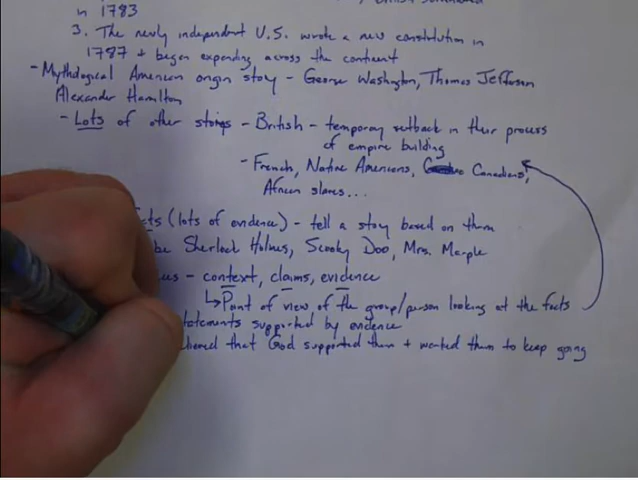 in 1783
3. The newly independent U.S. wrote a new constitution in
1787 + began expanding across the continent
- Mythological American origin story - George Washington, Thomas Jefferson
Alexander Hamilton
- Lots of other stories - British - temporary setback in their process
of empire building
- French, Native Americans, Canadians,
African slaves...
(lots of evidence) - tell a story based on them
be Sherlock Holmes, Scooby Doo, Mrs. Marple
- context, claims, evidence
↳Point of view of the group/person looking at the facts
statements supported by evidence
that God supported them + wanted them to keep going